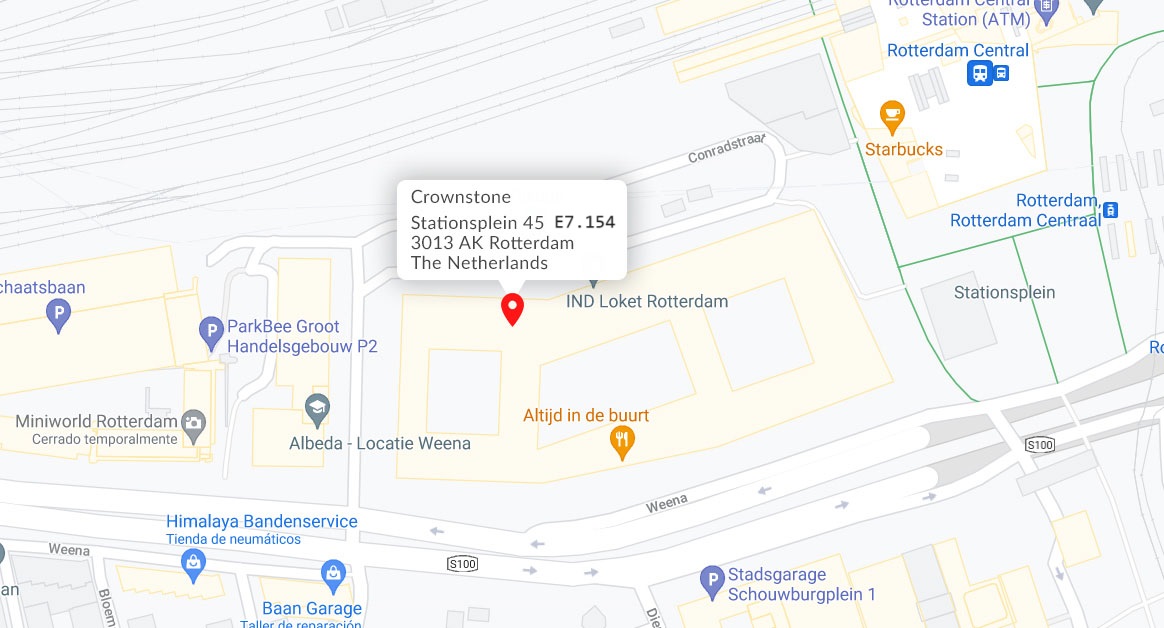 Rotterdam Central
Station (ATM)
Rotterdam Central
Starbucks
Conradstraat
Crownstone
Stationsplein 45 E7.154
3013 AK Rotterdam
The Netherlands
Rotterdam,
Rotterdam Centraal
chaatsbaan
P
IND Loket Rotterdam
Stationsplein
P
ParkBee Groot
Handelsgebouw P2
Ro
Miniworld Rotterdam
Cerrado temporalmente
Altijd in de buurt
Albeda - Locatie Weena
S100
Weena
Himalaya Bandenservice
Tienda de neumáticos
Weena
S100
an
Bloem
Baan Garage
Taller de reparación
Die
P
Stadsgarage
Schouwburgplein 1